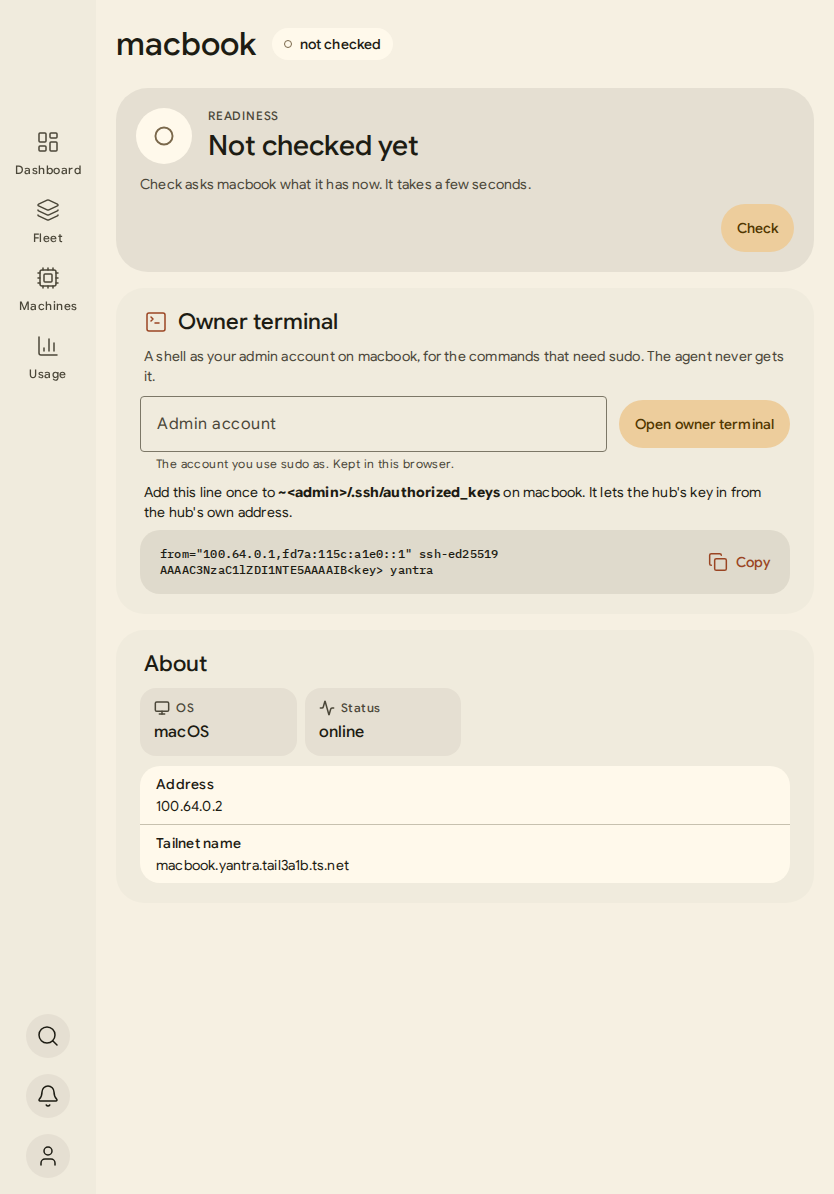 macbook
not checked
READINESS
Not checked yet
Check asks macbook what it has now. It takes a few seconds.
Check
Dashboard
Fleet
Machines
Usage
Owner terminal
A shell as your admin account on macbook, for the commands that need sudo. The agent never gets
it.
Admin account
Open owner terminal
The account you use sudo as. Kept in this browser.
Add this line once to ~<admin>/.ssh/authorized_keys on macbook. It lets the hub's key in from
the hub's own address.
from="100.64.0.1,fd7a:115c:a1e0::1" ssh-ed25519
AAAAC3NzaC1lZDI1NTE5AAAAIB<key> yantra
Copy
About
OS
macOS
Status
online
Address
100.64.0.2
Tailnet name
macbook.yantra.tail3a1b.ts.net